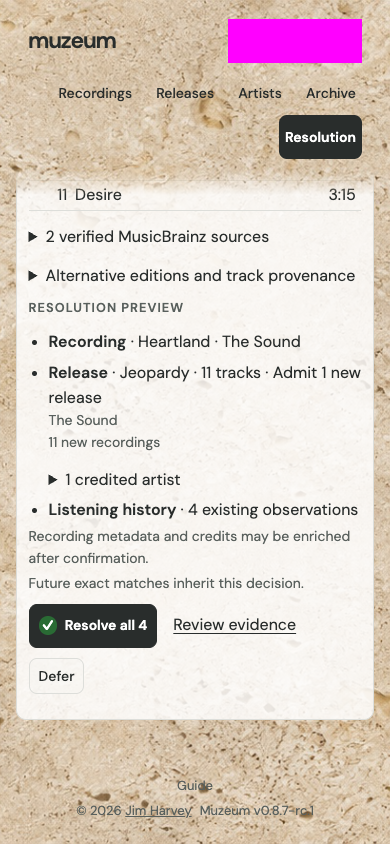 muzeum
Recordings Releases Artists Archive
Resolution
11 Desire 3:15
2 verified MusicBrainz sources
Alternative editions and track provenance
RESOLUTION PREVIEW
• Recording · Heartland · The Sound
• Release · Jeopardy · 11 tracks · Admit 1 new
release
The Sound
11 new recordings
1 credited artist
• Listening history · 4 existing observations
Recording metadata and credits may be enriched
after confirmation.
Future exact matches inherit this decision.
Resolve all 4 Review evidence
Defer
Guide
© 2026 Jim Harvey Muzeum v0.8.7-rc.1